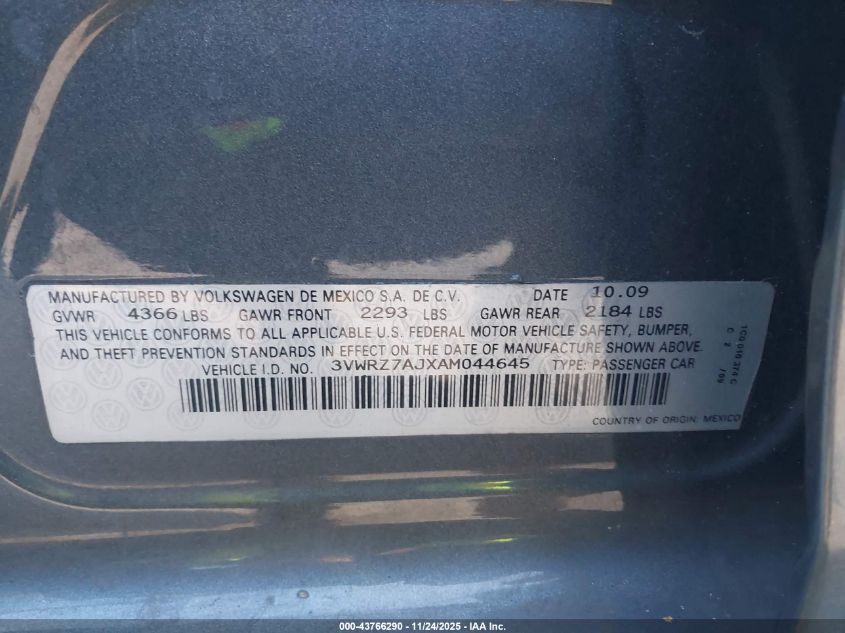 MANUFACTURED BY VOLKSWAGEN DE MEXICO S.A. DE C.V. DATE 10.09
GVWR 4366 LBS GAWR FRONT 2293 LBS GAWR REAR 2184 LBS
THIS VEHICLE CONFORMS TO ALL APPLICABLE U.S. FEDERAL MOTOR VEHICLE SAFETY, BUMPER,
AND THEFT PREVENTION STANDARDS IN EFFECT ON THE DATE OF MANUFACTURE SHOWN ABOVE.
VEHICLE I.D. NO. 3VWRZ7AJXAM044645 TYPE: PASSENGER CAR
COUNTRY OF ORIGIN: MEXICO
1C0 010 374 C
000-43766290 - 11/24/2025 - IAA Inc.